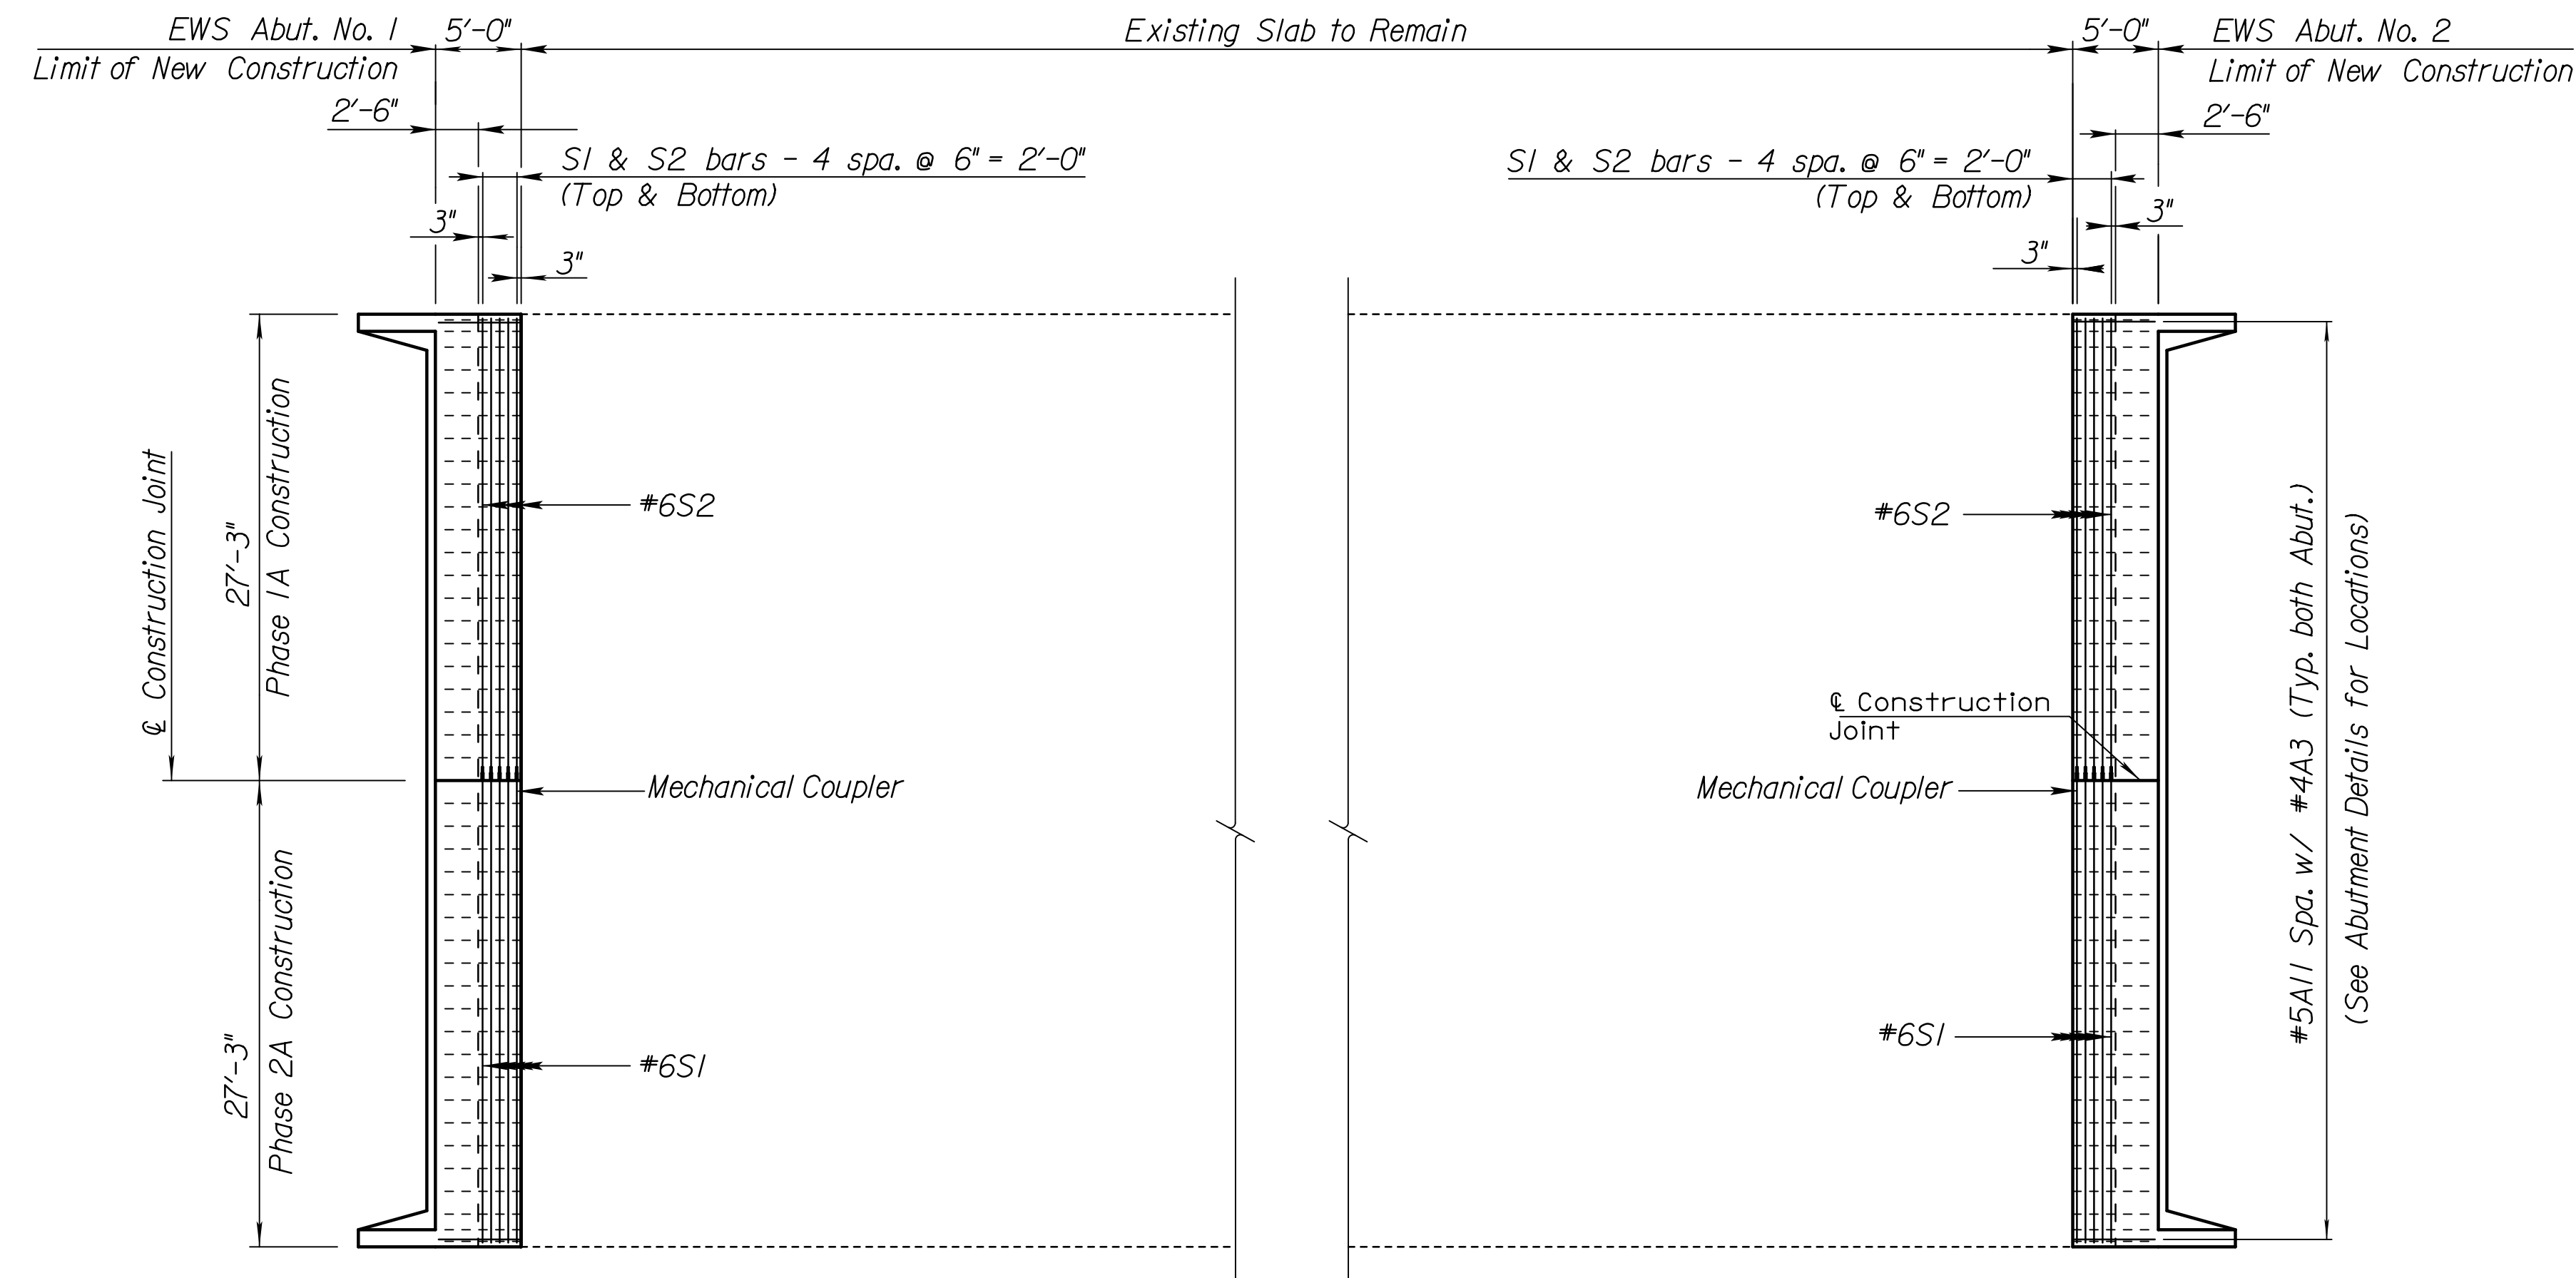 EWS Abut. No. 1
5'-0"
Existing Slab to Remain
5'-0"
EWS Abut. No. 2
Limit of New Construction
Limit of New Construction
2'-6"
2'-6"
S1 & S2 bars - 4 spa. @ 6" = 2'-0"
(Top & Bottom)
S1 & S2 bars - 4 spa. @ 6" = 2'-0"
(Top & Bottom)
3"
3"
3"
3"
℄ Construction Joint
27'-3"
Phase 1A Construction
27'-3"
Phase 2A Construction
#6S2
Mechanical Coupler
#6S1
#6S2
℄ Construction
Joint
Mechanical Coupler
#6S1
#5A11 Spa. w/ #4A3 (Typ. both Abut.)
(See Abutment Details for Locations)